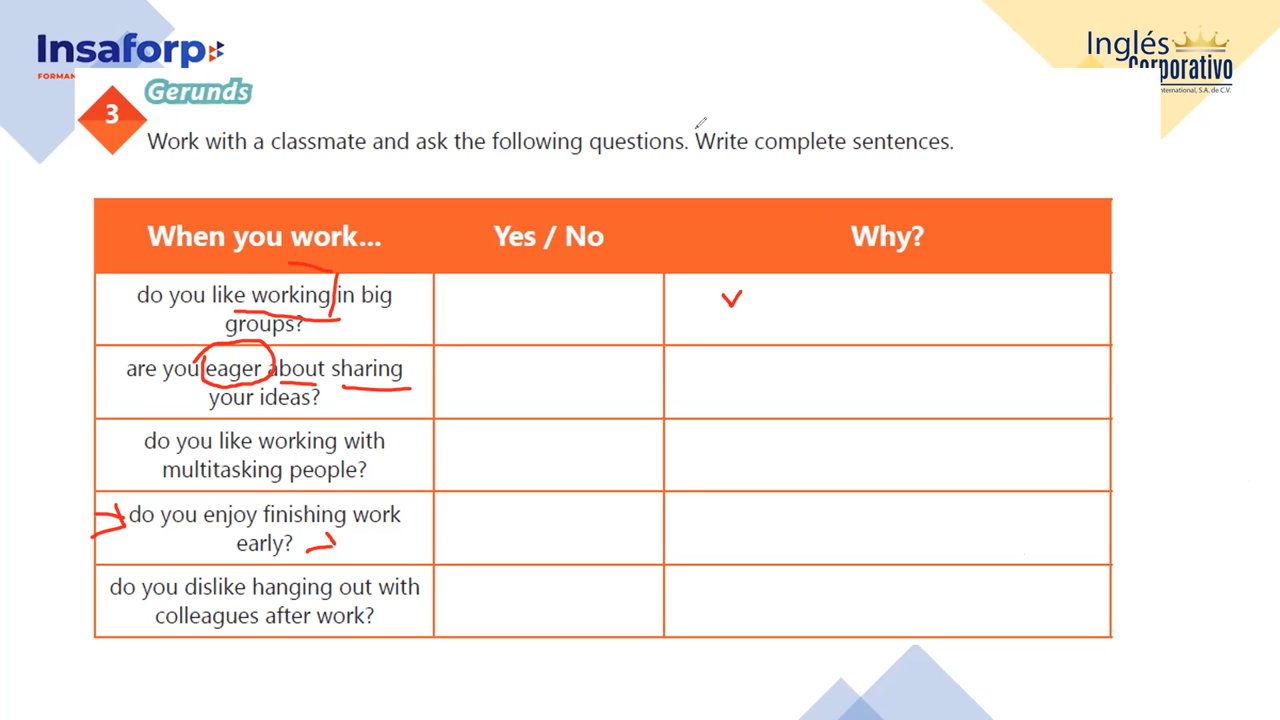 Insaforp
FORMAN
Inglés
Corporativo
International, S.A. de C.V.
Gerunds
3
Work with a classmate and ask the following questions. Write complete sentences.
When you work...
Yes / No
Why?
do you like working in big
groups?
are you eager about sharing
your ideas?
do you like working with
multitasking people?
do you enjoy finishing work
early?
do you dislike hanging out with
colleagues after work?